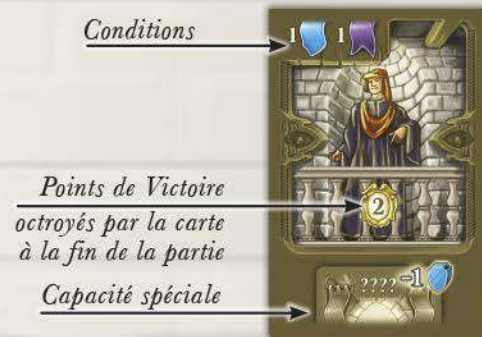 Conditions
1 1
Points de Victoire
octroyés par la carte
à la fin de la partie
2
Capacité spéciale
???? -1